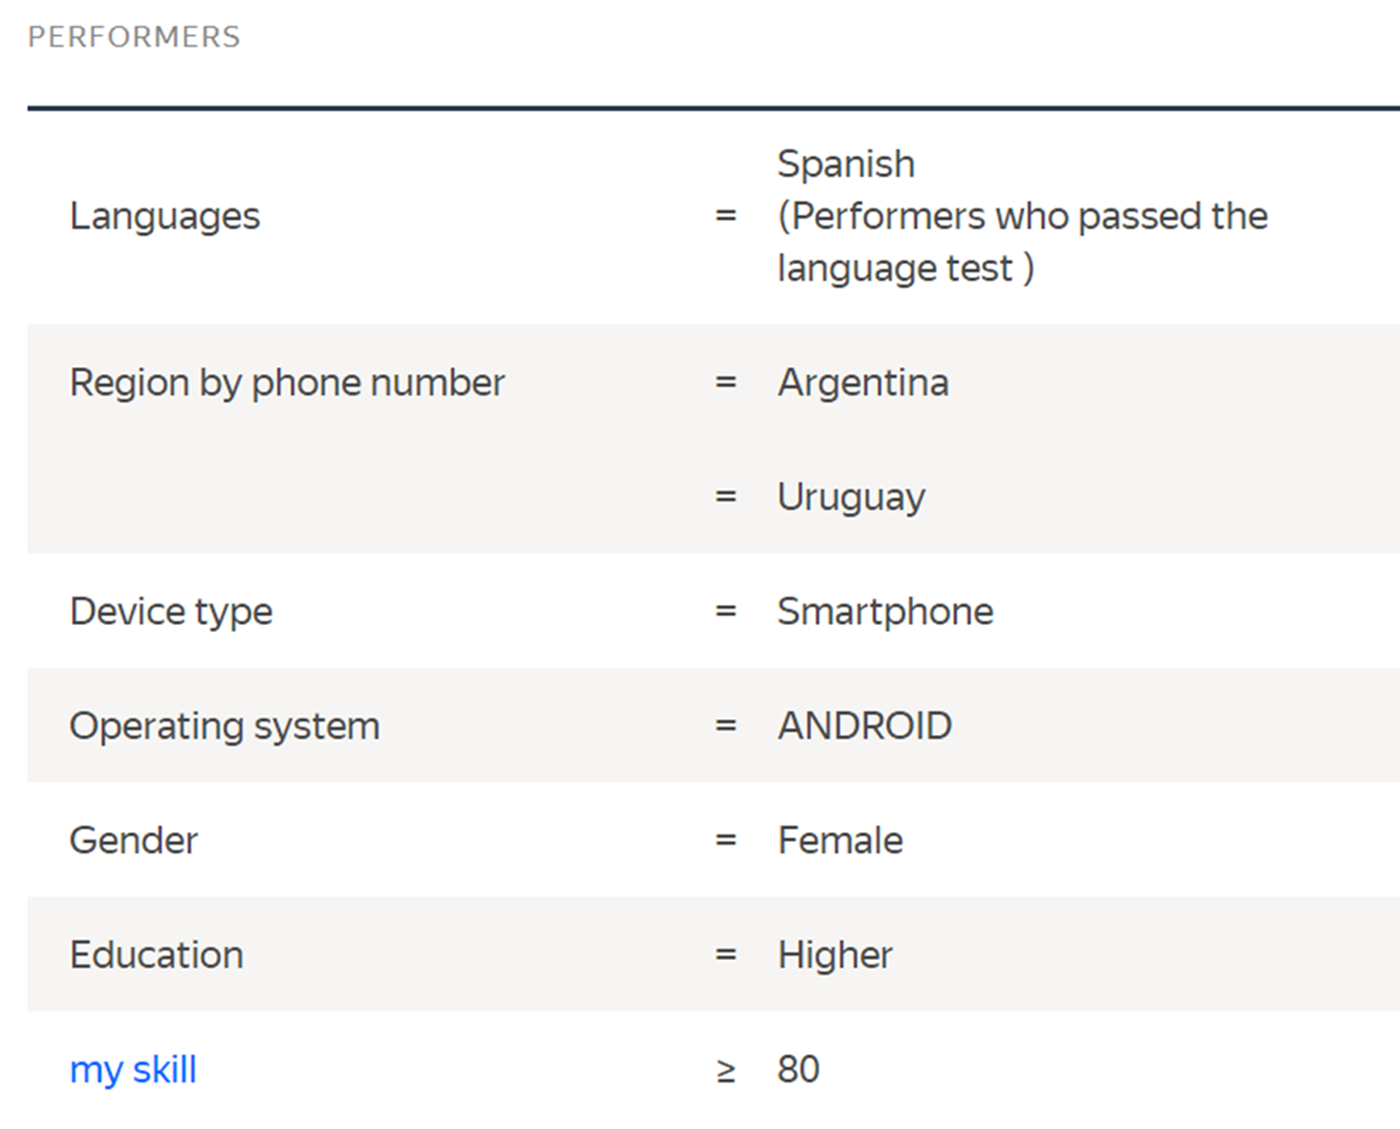 PERFORMERS
Languages = Spanish
(Performers who passed the
language test )
Region by phone number = Argentina
= Uruguay
Device type = Smartphone
Operating system = ANDROID
Gender = Female
Education = Higher
my skill ≥ 80